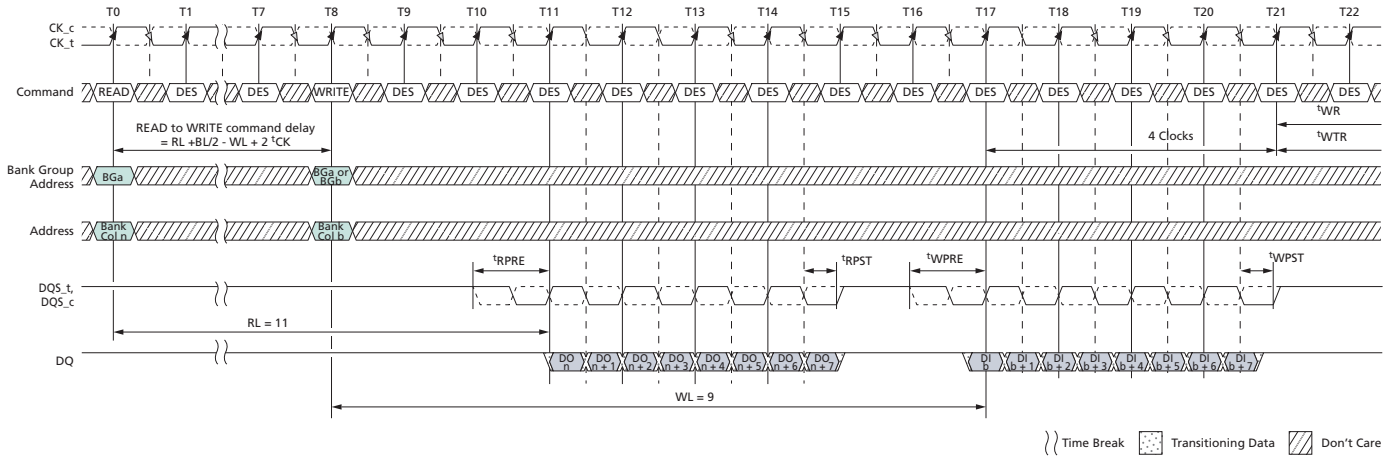 T0 T1 T7 T8 T9 T10 T11 T12 T13 T14 T15 T16 T17 T18 T19 T20 T21 T22
CK_c
CK_t
Command READ DES DES WRITE DES DES DES DES DES DES DES DES DES DES DES DES DES DES
tWR
READ to WRITE command delay
= RL +BL/2 - WL + 2 tCK
4 Clocks
tWTR
Bank Group
Address
BGa
BGa or
BGb
Address
Bank
Col n
Bank
Col b
tRPRE tRPST tWPRE tWPST
DQS_t,
DQS_c
RL = 11
DQ
DO
n
DO
n + 1
DO
n + 2
DO
n + 3
DO
n + 4
DO
n + 5
DO
n + 6
DO
n + 7
DI
b
DI
b + 1
DI
b + 2
DI
b + 3
DI
b + 4
DI
b + 5
DI
b + 6
DI
b + 7
WL = 9
Time Break Transitioning Data Don't Care